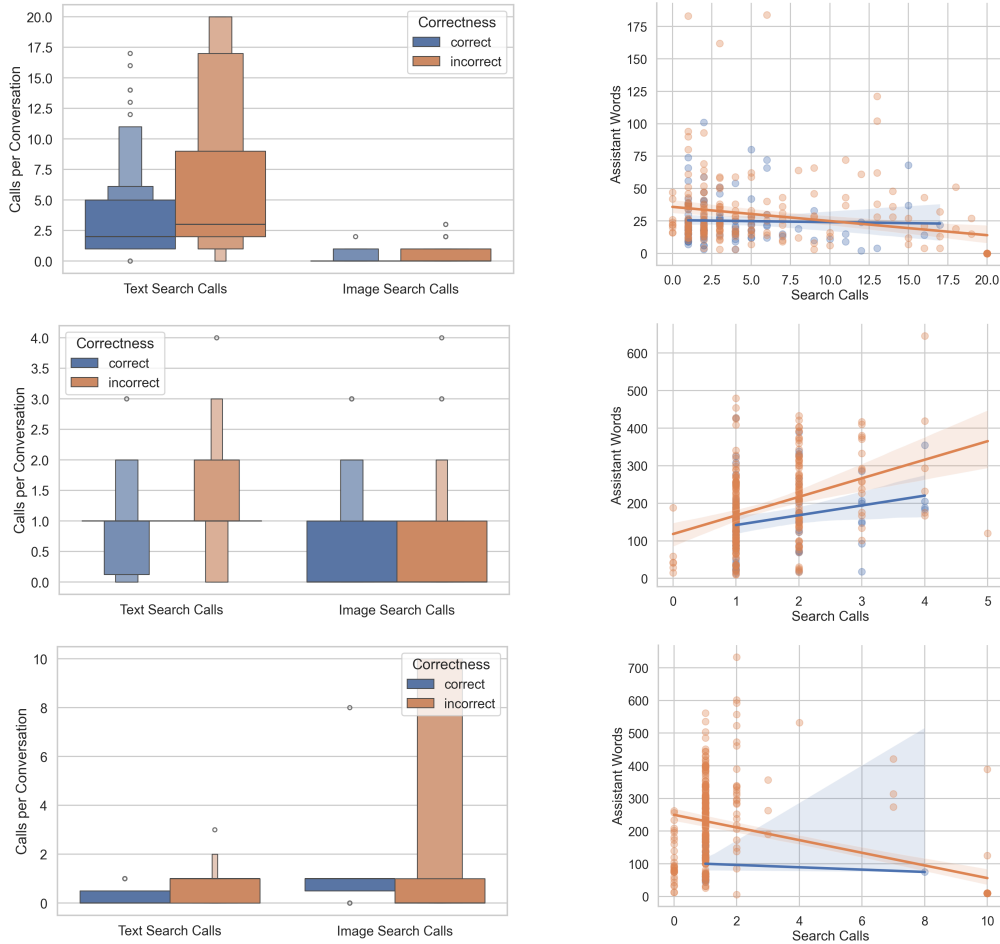 Calls per Conversation
20.0
17.5
15.0
12.5
10.0
7.5
5.0
2.5
0.0
Correctness
correct
incorrect
Text Search Calls
Image Search Calls
Assistant Words
175
150
125
100
75
50
25
0
0.0 2.5 5.0 7.5 10.0 12.5 15.0 17.5 20.0
Search Calls
Calls per Conversation
4.0
3.5
3.0
2.5
2.0
1.5
1.0
0.5
0.0
Correctness
correct
incorrect
Text Search Calls
Image Search Calls
Assistant Words
600
500
400
300
200
100
0
0 1 2 3 4 5
Search Calls
Calls per Conversation
10
8
6
4
2
0
Correctness
correct
incorrect
Text Search Calls
Image Search Calls
Assistant Words
700
600
500
400
300
200
100
0
0 2 4 6 8 10
Search Calls